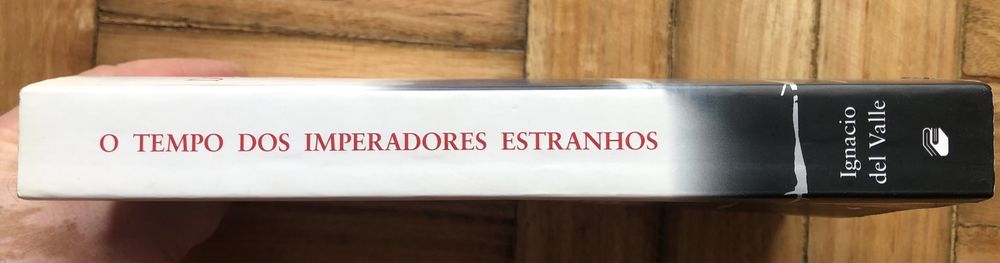 O TEMPO DOS IMPERADORES ESTRANHOS
Ignacio
del Valle